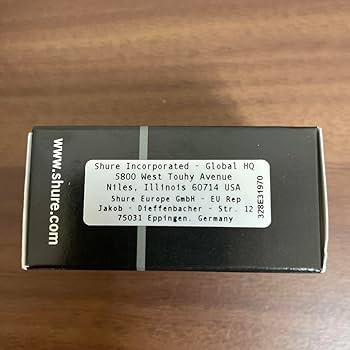 www.shure.com
Shure Incorporated - Global HQ
5800 West Touhy Avenue
Niles, Illinois 60714 USA
Shure Europe GmbH - EU Rep
Jakob - Dieffenbacher - Str. 12
75031 Eppingen. Germany
328E31970